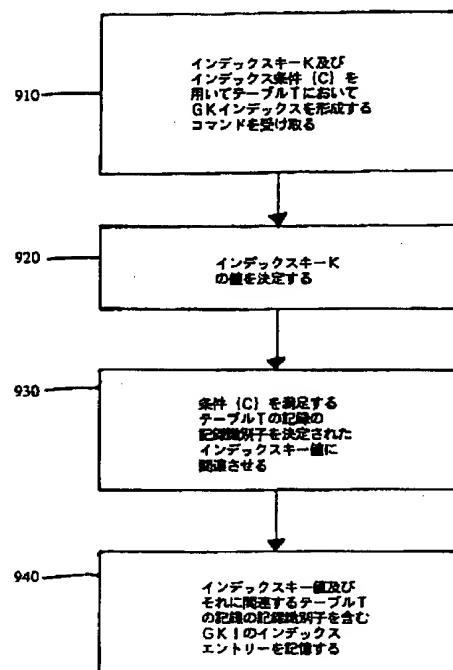 910
インデックスキーK及び
インデックス条件 {C} を
用いてテーブルTにおいて
GKインデックスを形成する
コマンドを受け取る
920
インデックスキーK
の値を決定する
930
条件 {C} を満足する
テーブルTの記録の
記録識別子を決定された
インデックスキー値に
関連させる
940
インデックスキー値及び
それに関連するテーブルT
の記録の記録識別子を含む
GKIのインデックス
エントリーを記憶する